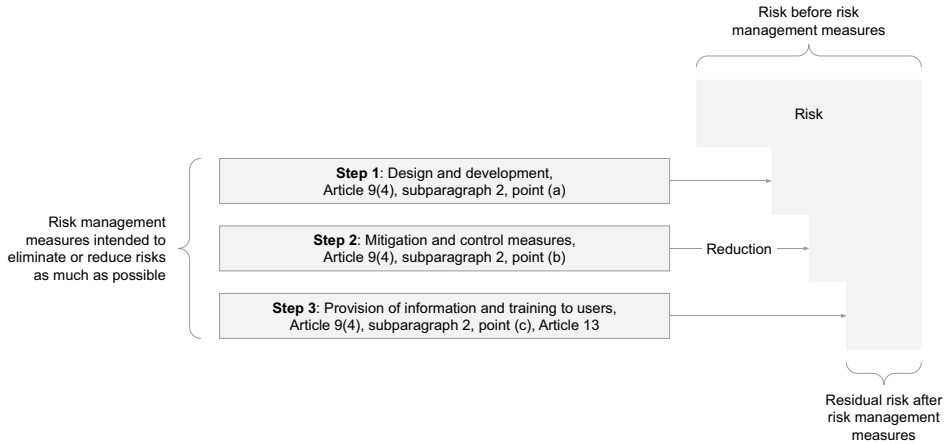 Risk before risk
management measures
Risk
Step 1: Design and development,
Article 9(4), subparagraph 2, point (a)
Risk management
measures intended to
eliminate or reduce risks
as much as possible
Step 2: Mitigation and control measures,
Article 9(4), subparagraph 2, point (b)
Reduction
Step 3: Provision of information and training to users,
Article 9(4), subparagraph 2, point (c), Article 13
Residual risk after
risk management
measures